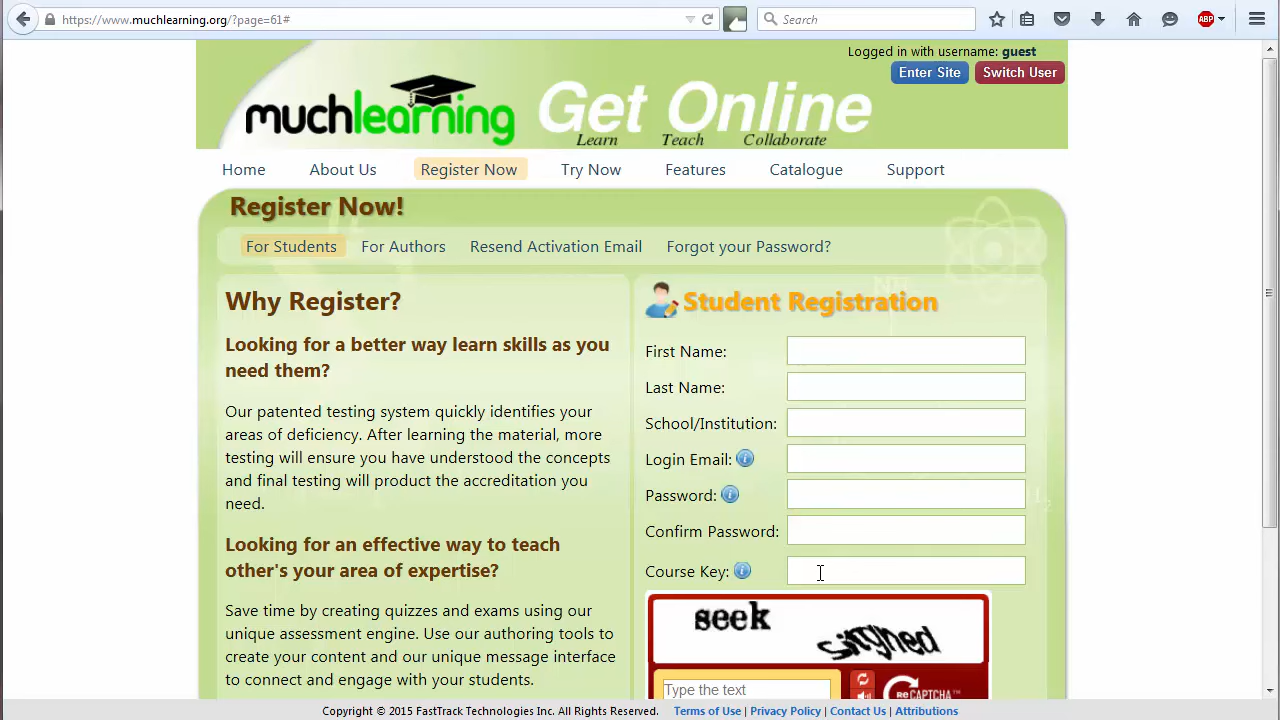 https://www.muchlearning.org/?page=61#
Search
ABP
Logged in with username: guest
Enter Site
Switch User
muchlearning
Get Online
Learn Teach Collaborate
Home
About Us
Register Now
Try Now
Features
Catalogue
Support
Register Now!
For Students
For Authors
Resend Activation Email
Forgot your Password?
Why Register?
Looking for a better way learn skills as you
need them?
Our patented testing system quickly identifies your
areas of deficiency. After learning the material, more
testing will ensure you have understood the concepts
and final testing will product the accreditation you
need.
Looking for an effective way to teach
other's your area of expertise?
Save time by creating quizzes and exams using our
unique assessment engine. Use our authoring tools to
create your content and our unique message interface
to connect and engage with your students.
Student Registration
First Name:
Last Name:
School/Institution:
Login Email:
Password:
Confirm Password:
Course Key:
seek
Type the text
reCAPTCHA™
Copyright © 2015 FastTrack Technologies Inc. All Rights Reserved. Terms of Use | Privacy Policy | Contact Us | Attributions